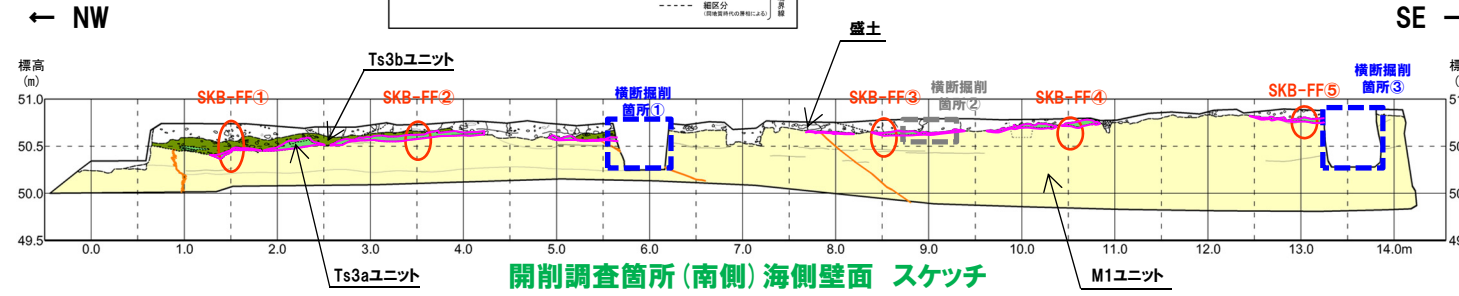 細区分
(同地質時代の層相による)
界線
← NW
SE
盛土
Ts3bユニット
標高
(m)
SKB-FF①
SKB-FF②
横断掘削
箇所①
SKB-FF③
横断掘削
箇所②
SKB-FF④
SKB-FF⑤
横断掘削
箇所③
51.0
50.5
50.0
49.5
0.0 1.0 2.0 3.0 4.0 5.0 6.0 7.0 8.0 9.0 10.0 11.0 12.0 13.0 14.0m
Ts3aユニット
開削調査箇所(南側)海側壁面 スケッチ
M1ユニット